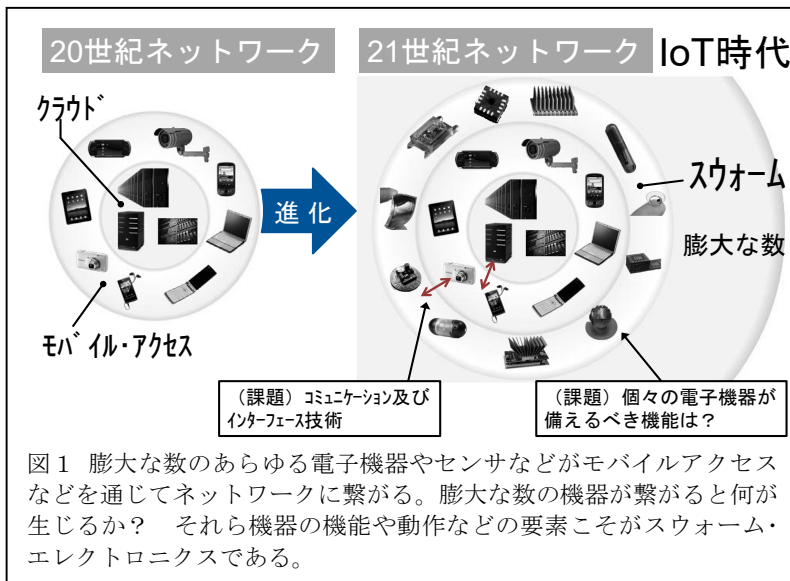 20世紀ネットワーク
21世紀ネットワーク
IoT時代
クラウド
スウォーム
進 化
膨大な数
モバイル・アクセス
（課題）コミュニケーション及び
インターフェース技術
（課題）個々の電子機器が
備えるべき機能は？
図１ 膨大な数のあらゆる電子機器やセンサなどがモバイルアクセス
などを通じてネットワークに繋がる。膨大な数の機器が繋がると何が
生じるか？　それら機器の機能や動作などの要素こそがスウォーム・
エレクトロニクスである。